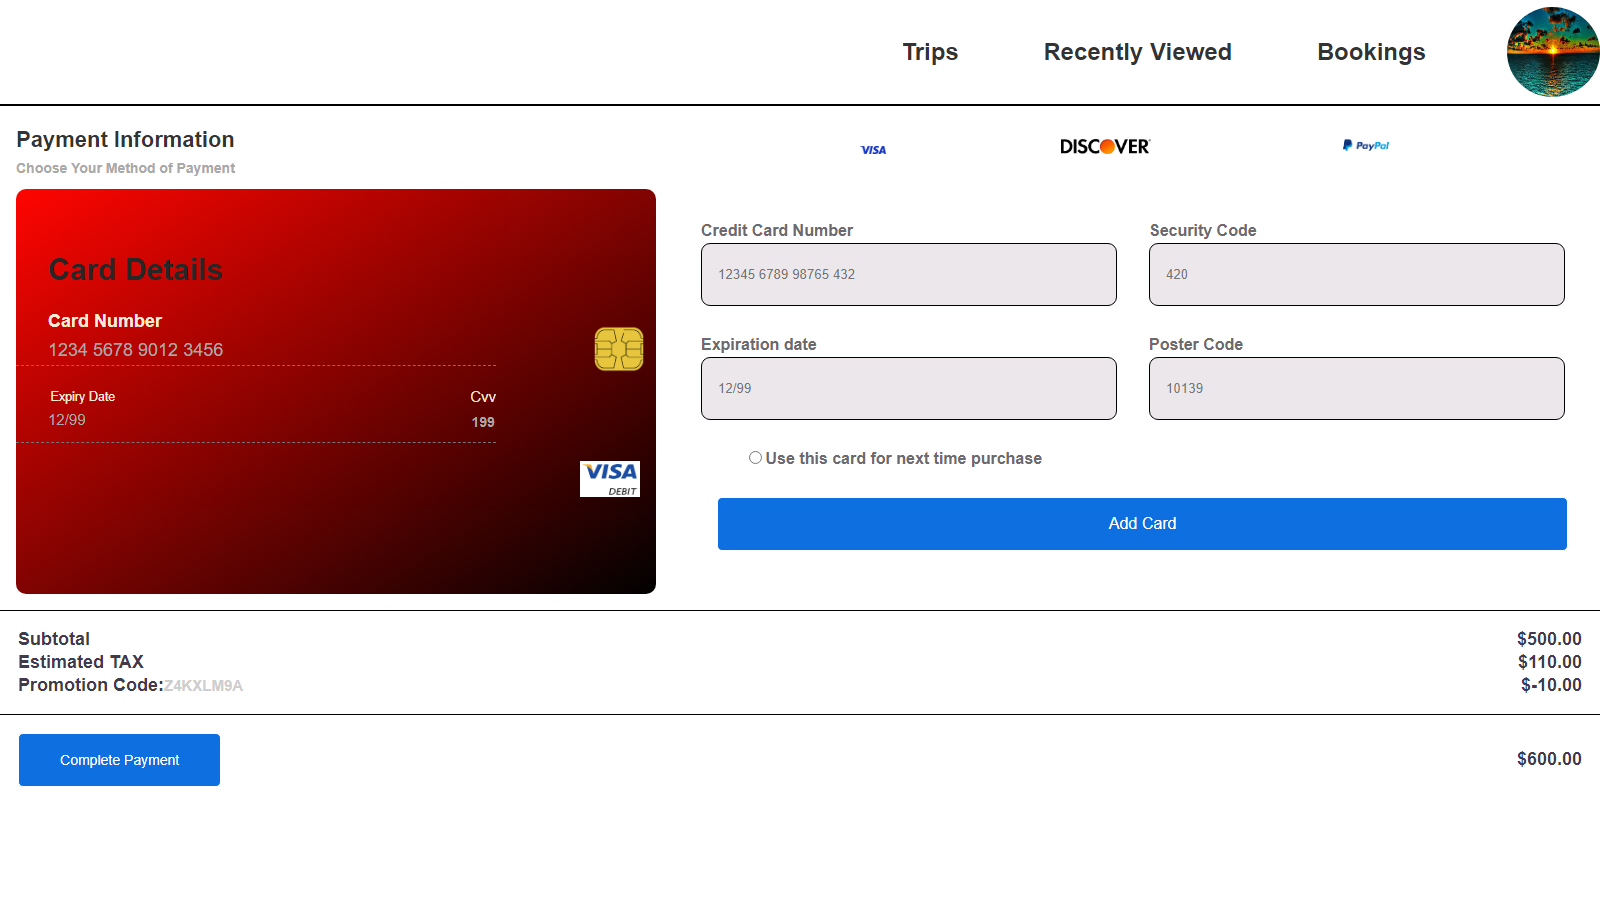 Trips
Recently Viewed
Bookings
Payment Information
Choose Your Method of Payment
VISA
DISCOVER
PayPal
Card Details
Card Number
1234 5678 9012 3456
Expiry Date
Cvv
12/99
199
VISA
DEBIT
Credit Card Number
Security Code
12345 6789 98765 432
420
Expiration date
Poster Code
12/99
10139
Use this card for next time purchase
Add Card
Subtotal
$500.00
Estimated TAX
$110.00
Promotion Code:Z4KXLM9A
$-10.00
Complete Payment
$600.00